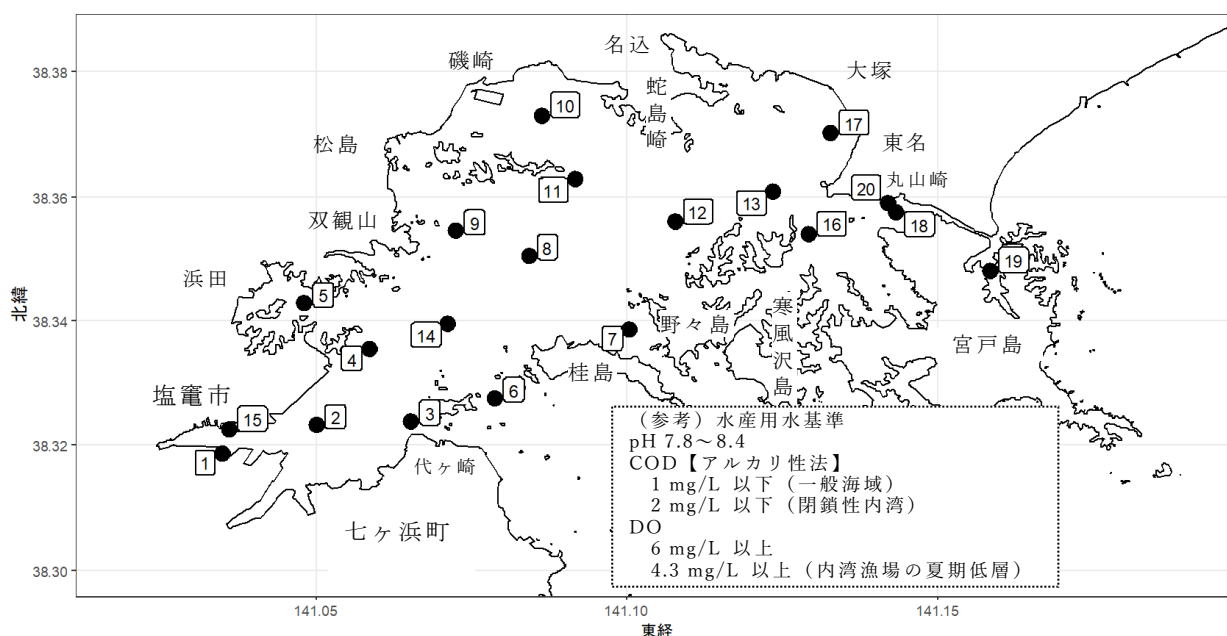 名込
磯崎
大塚
38.38
蛇島崎
10
17
松島
東名
11
13
20
丸山崎
38.36
双観山
9
12
16
18
8
浜田
19
5
北緯
寒風沢島
38.34
14
7
野々島
宮戸島
4
桂島
塩竈市
6
15
2
3
（参考）水産用水基準
38.32
pH 7.8～8.4
1
代ヶ崎
COD【アルカリ性法】
1 mg/L 以下（一般海域）
2 mg/L 以下（閉鎖性内湾）
七ヶ浜町
DO
6 mg/L 以上
38.30
4.3 mg/L 以上（内湾漁場の夏期低層）
141.05
141.10
141.15
東経